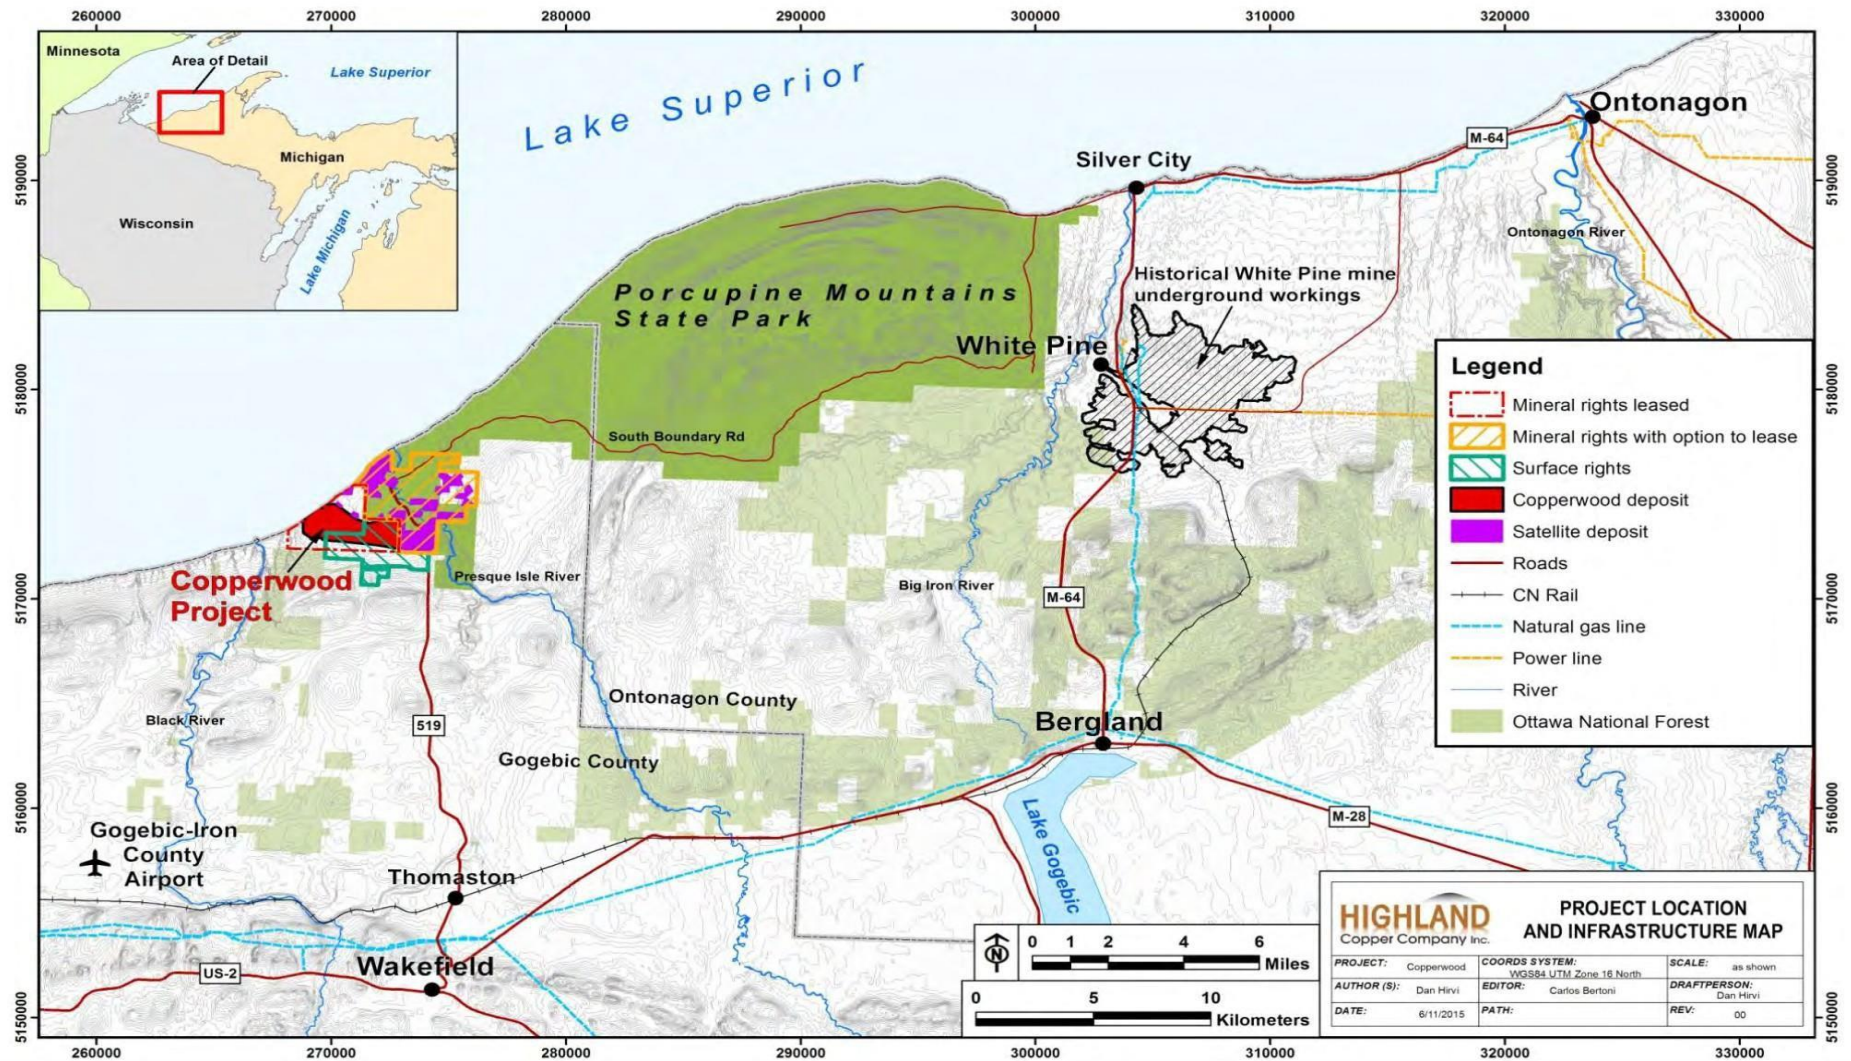 260000
270000
280000
290000
300000
310000
320000
330000
Minnesota
Area of Detail
Lake Superior
Michigan
Wisconsin
Lake Michigan
Lake Superior
Ontonagon
M-64
Silver City
5190000
5190000
Ontonagon River
Historical White Pine mine
underground workings
Porcupine Mountains
State Park
White Pine
5180000
5180000
South Boundary Rd
Legend
Mineral rights leased
Mineral rights with option to lease
Surface rights
Copperwood deposit
Satellite deposit
Roads
CN Rail
Natural gas line
Power line
River
Ottawa National Forest
Copperwood
Project
Presque Isle River
Big Iron River
M-64
5170000
5170000
Ontonagon County
Black River
519
Bergland
Gogebic County
5160000
5160000
Lake Gogebic
M-28
Gogebic-Iron
County
Airport
Thomaston
Wakefield
US-2
5150000
5150000
N
0 1 2 4 6
Miles
0 5 10
Kilometers
HIGHLAND
Copper Company Inc.
PROJECT LOCATION
AND INFRASTRUCTURE MAP
PROJECT: Copperwood
COORDS SYSTEM:
WGS84 UTM Zone 16 North
SCALE: as shown
AUTHOR (S): Dan Hirvi
EDITOR: Carlos Bertoni
DRAFTPERSON:
Dan Hirvi
DATE: 6/11/2015
PATH:
REV: 00
260000
270000
280000
290000
300000
310000
320000
330000